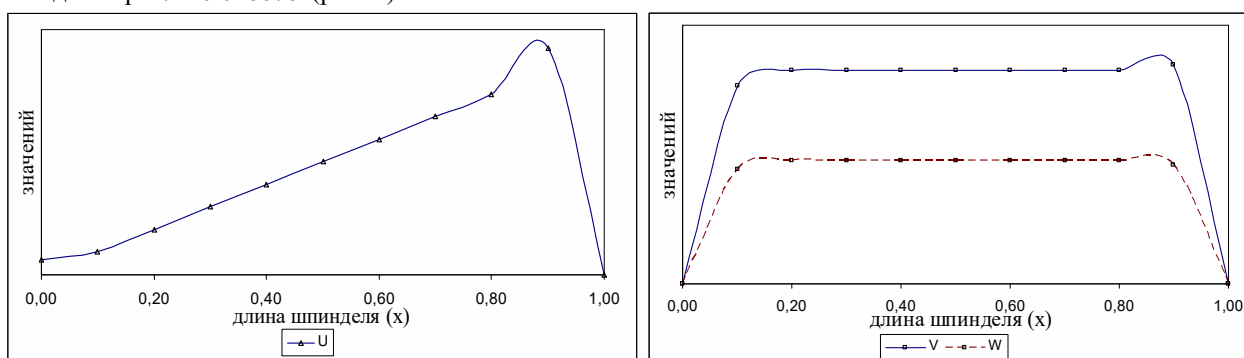 значений
0,00 0,20 0,40 0,60 0,80 1,00
длина шпинделя (x)
U
значений
0,00 0,20 0,40 0,60 0,80 1,00
длина шпинделя (x)
V W